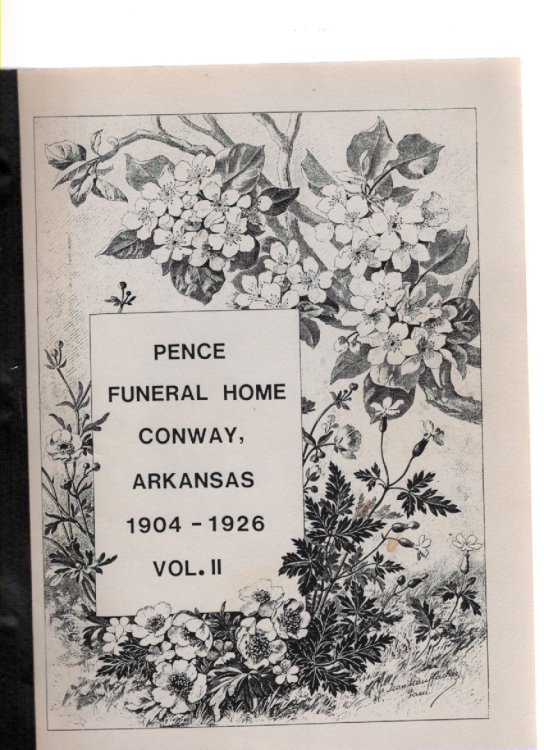 PENCE
FUNERAL HOME
CONWAY,
ARKANSAS
1904 - 1926
VOL. II